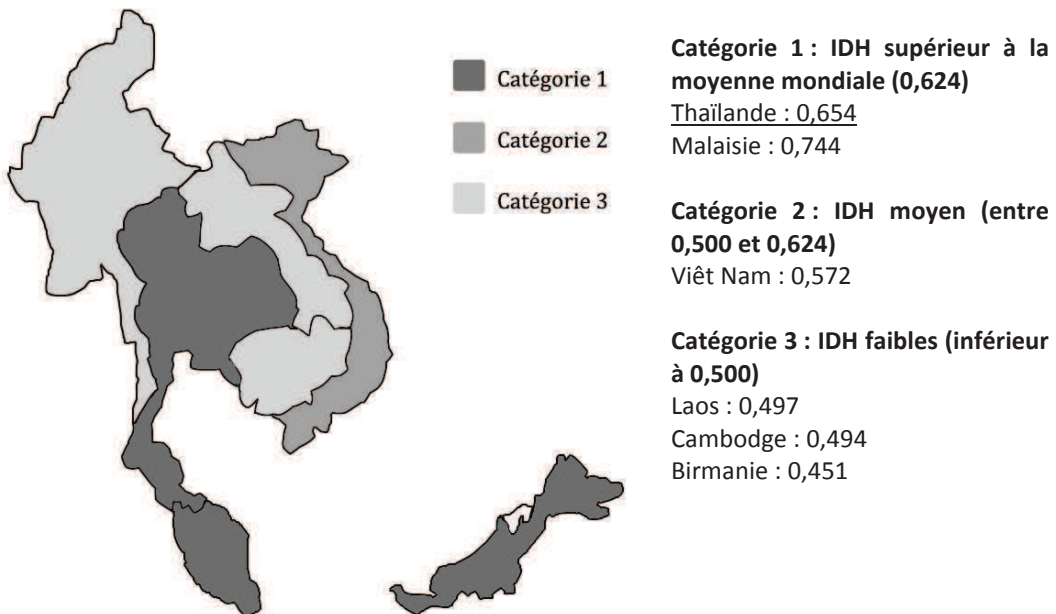 Catégorie 1
Catégorie 2
Catégorie 3
Catégorie 1 : IDH supérieur à la
moyenne mondiale (0,624)
Thaïlande : 0,654
Malaisie : 0,744
Catégorie 2 : IDH moyen (entre
0,500 et 0,624)
Viêt Nam : 0,572
Catégorie 3 : IDH faibles (inférieur
à 0,500)
Laos : 0,497
Cambodge : 0,494
Birmanie : 0,451